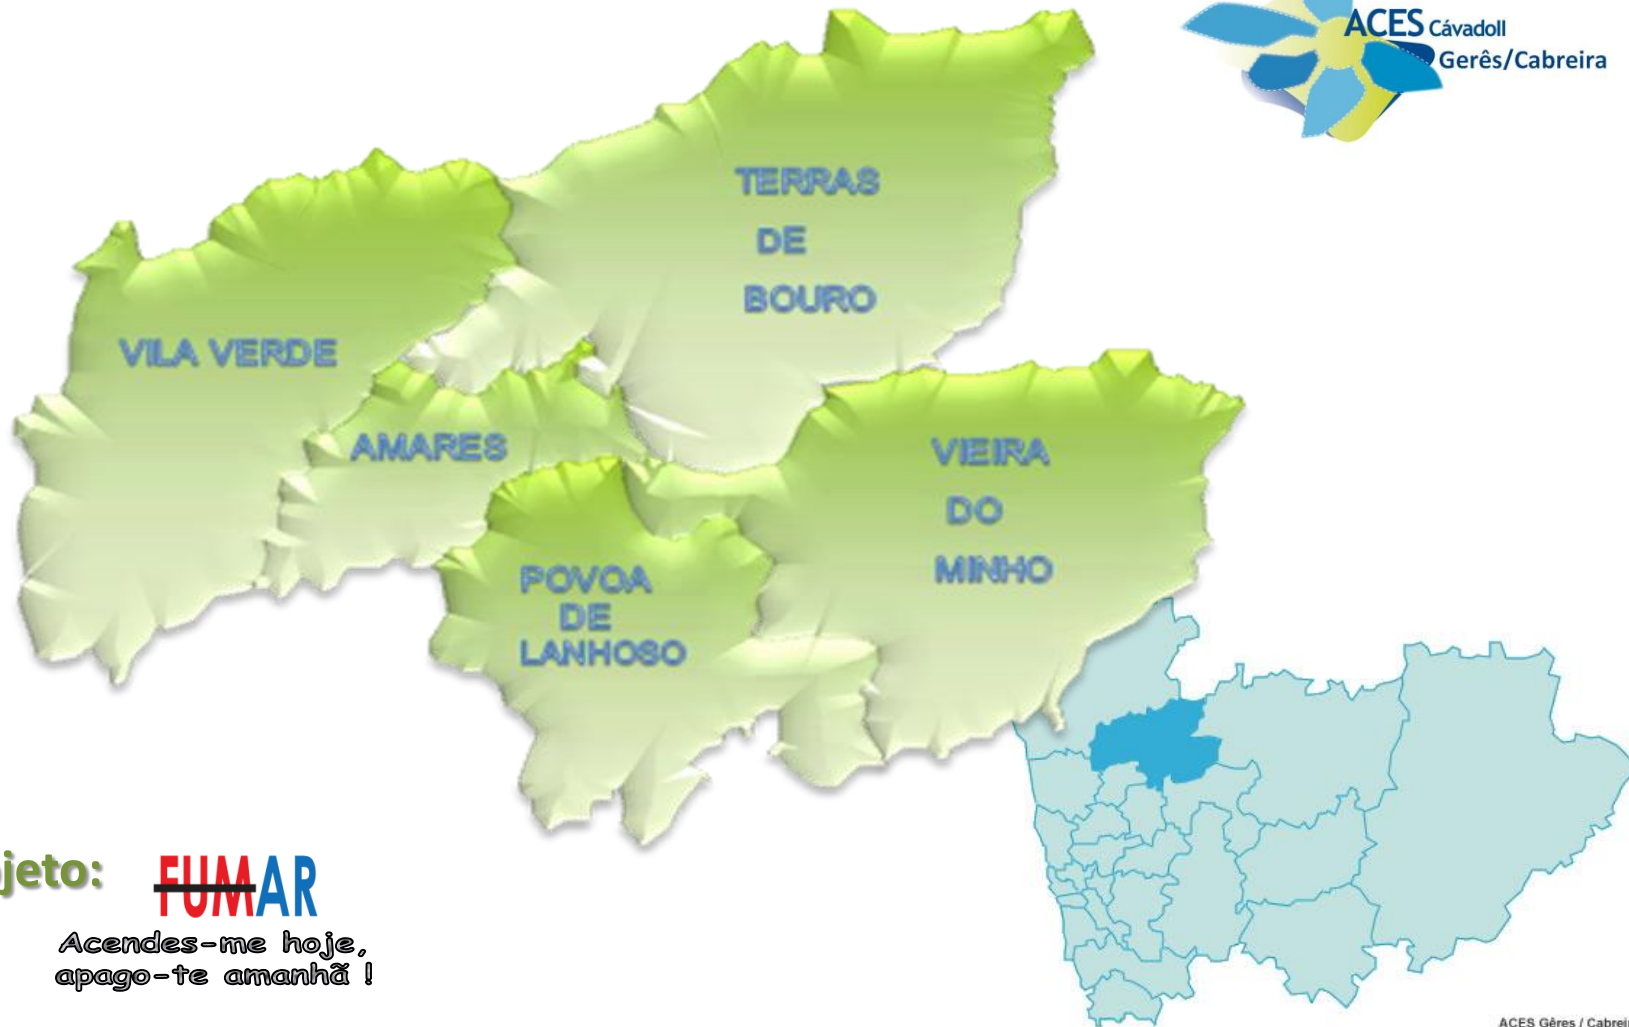 ACES CávadoII
Gerês/Cabreira
TERRAS
DE
BOURO
VILA VERDE
AMARES
VIEIRA
DO
MINHO
POVOA
DE
LANHOSO
jeto:
FUMAR
Acendes-me hoje,
apago-te amanhã !
ACES Gêres / Cabrei